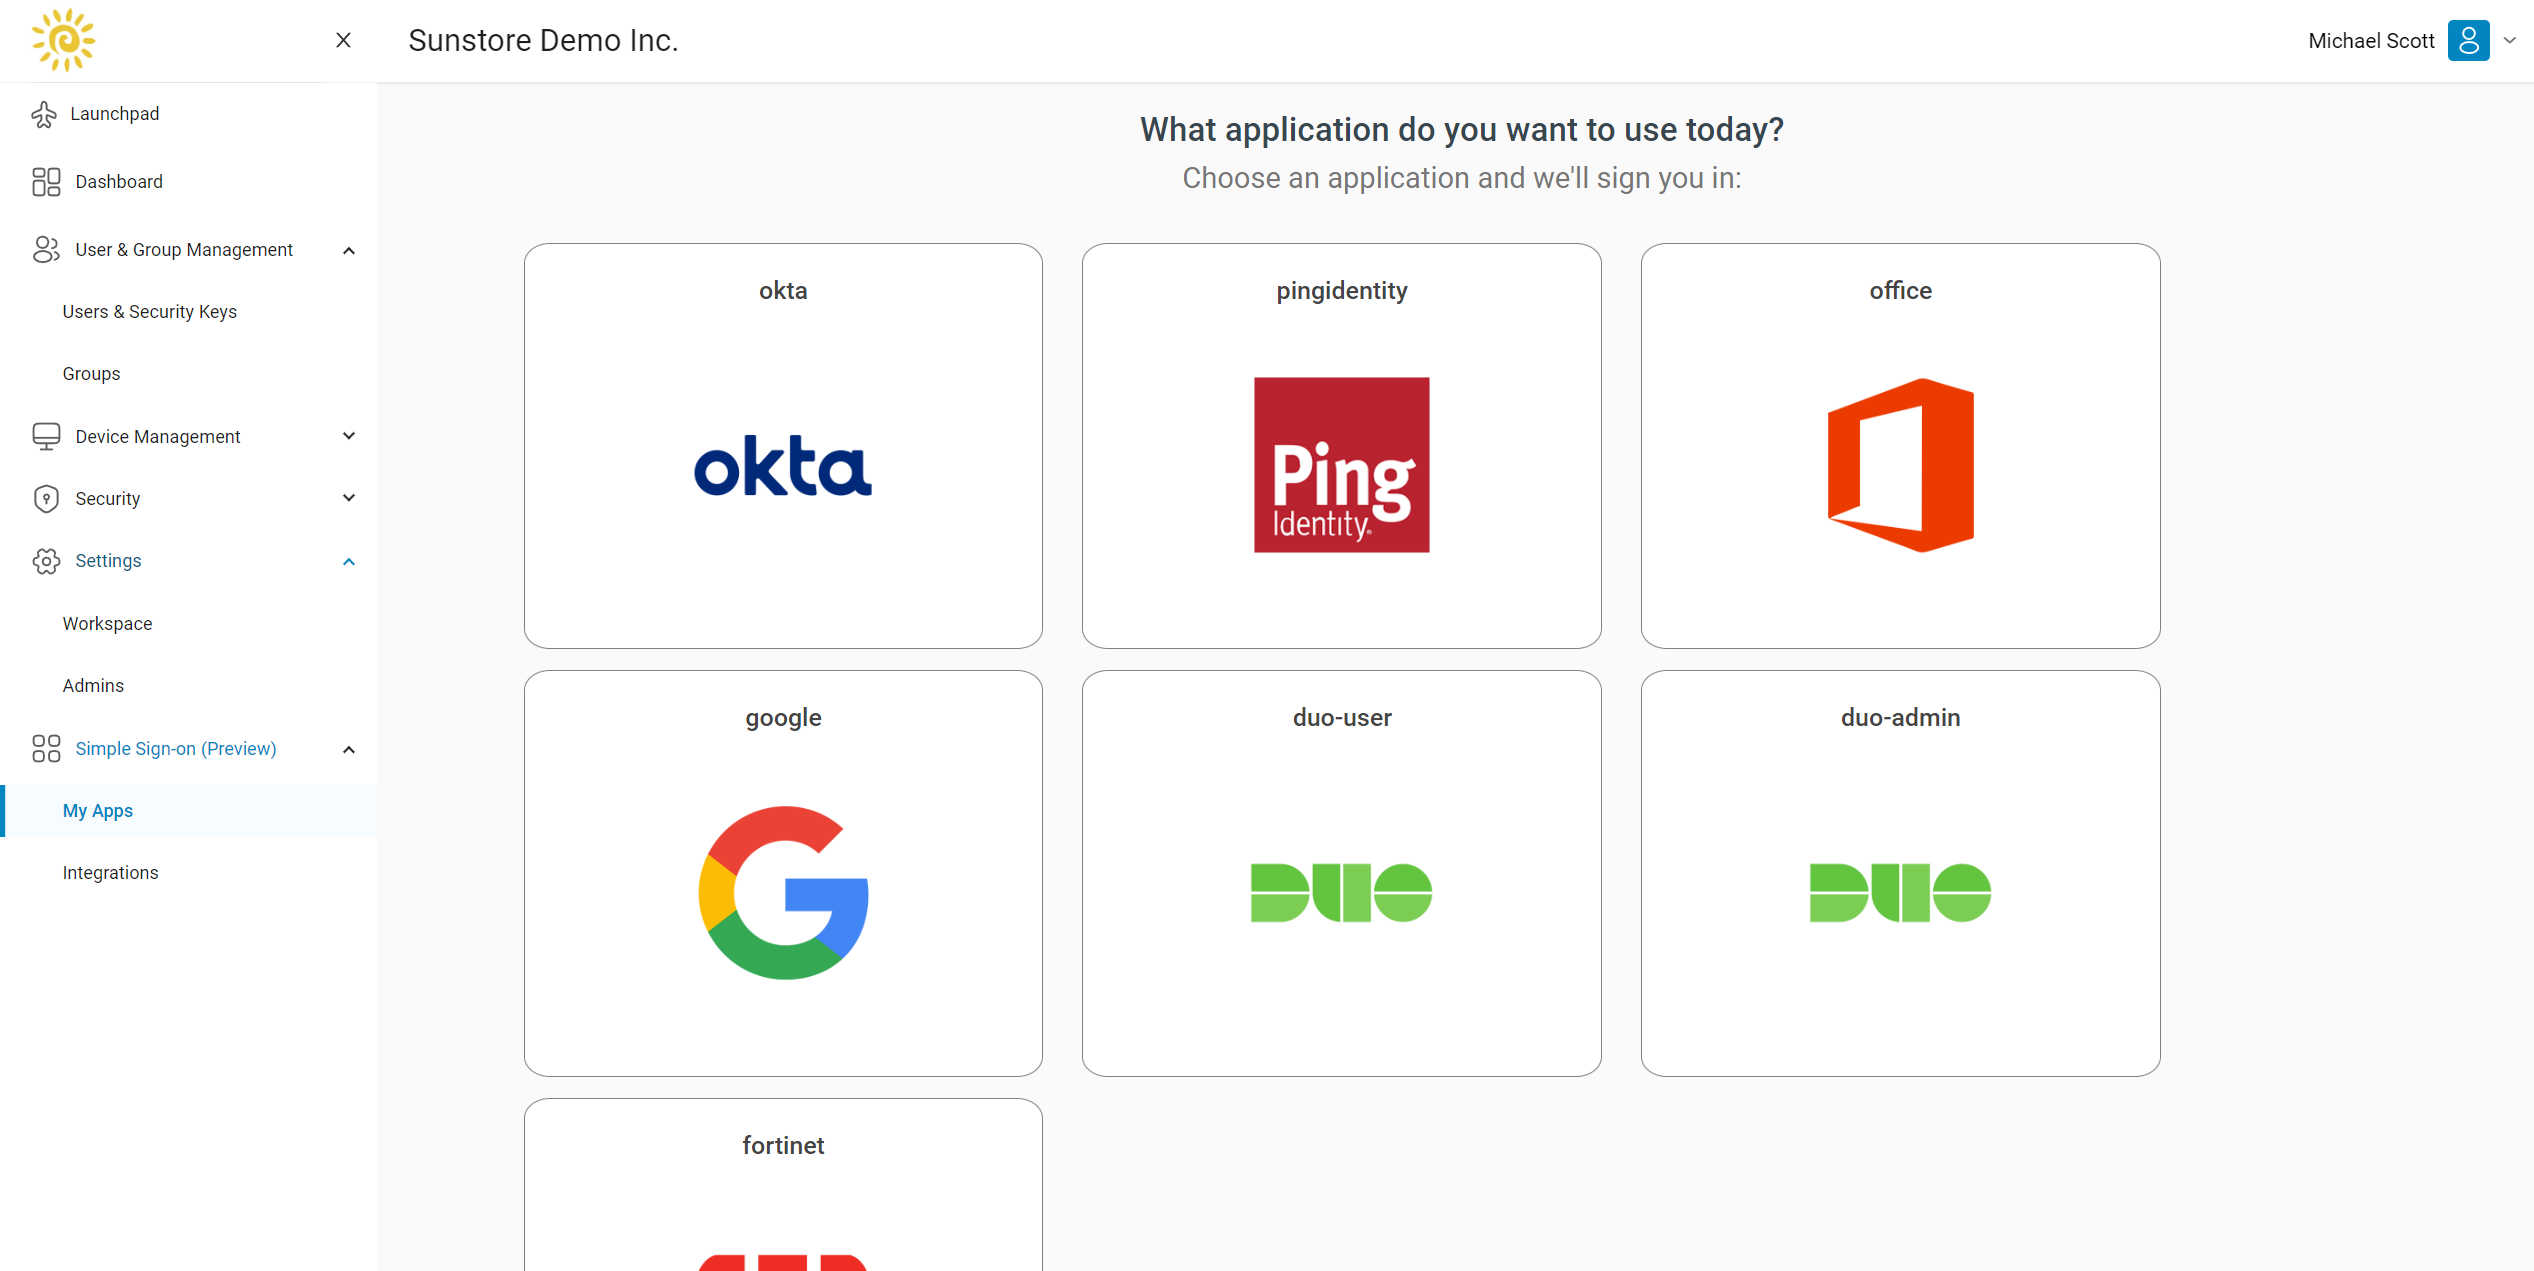 Sunstore Demo Inc.
Michael Scott
Launchpad
Dashboard
User & Group Management
Users & Security Keys
Groups
Device Management
Security
Settings
Workspace
Admins
Simple Sign-on (Preview)
My Apps
Integrations
What application do you want to use today?
Choose an application and we'll sign you in:
okta
okta
pingidentity
Ping
Identity
office
google
G
duo-user
DUO
duo-admin
DUO
fortinet